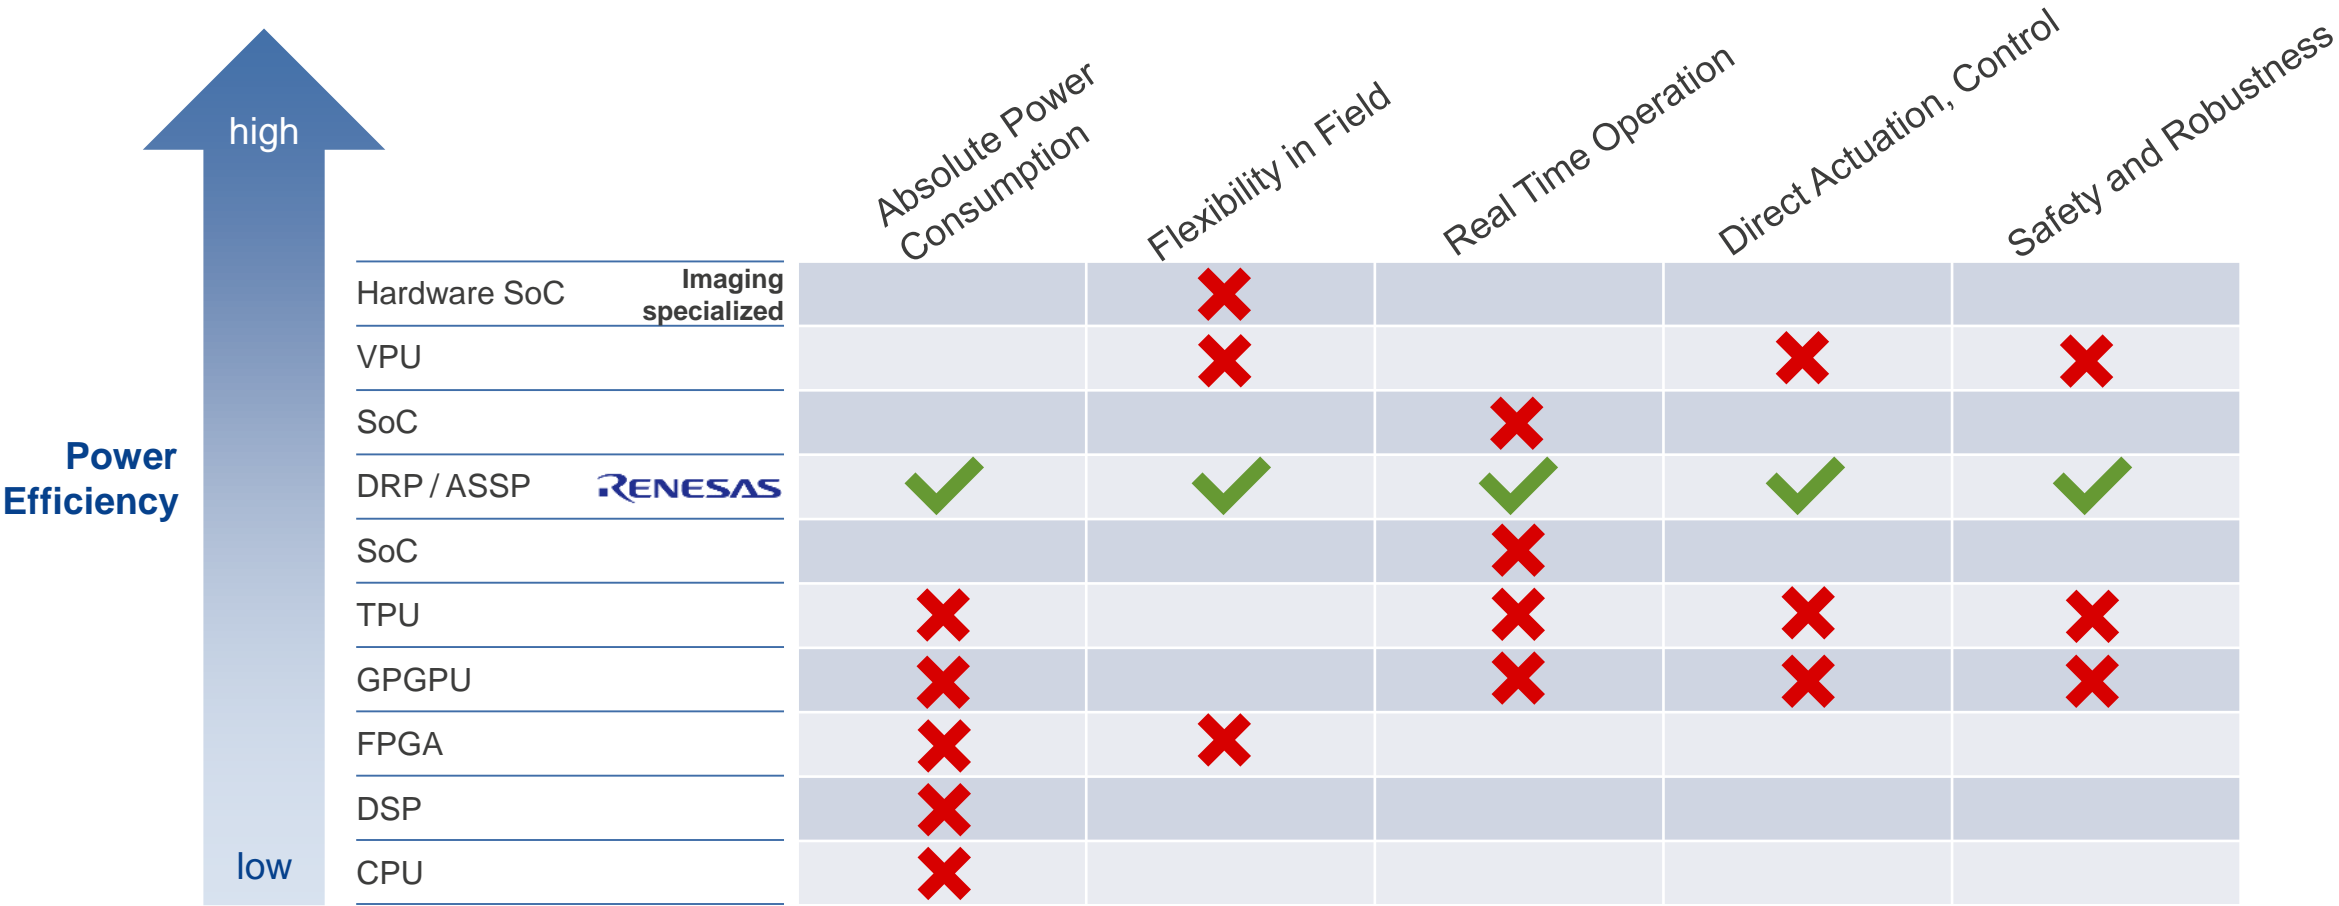 high
low
Power
Efficiency
Absolute Power
Consumption
Flexibility in Field
Real Time Operation
Direct Actuation, Control
Safety and Robustness
Hardware SoC
Imaging
specialized
VPU
SoC
DRP / ASSP
RENESAS
SoC
TPU
GPGPU
FPGA
DSP
CPU